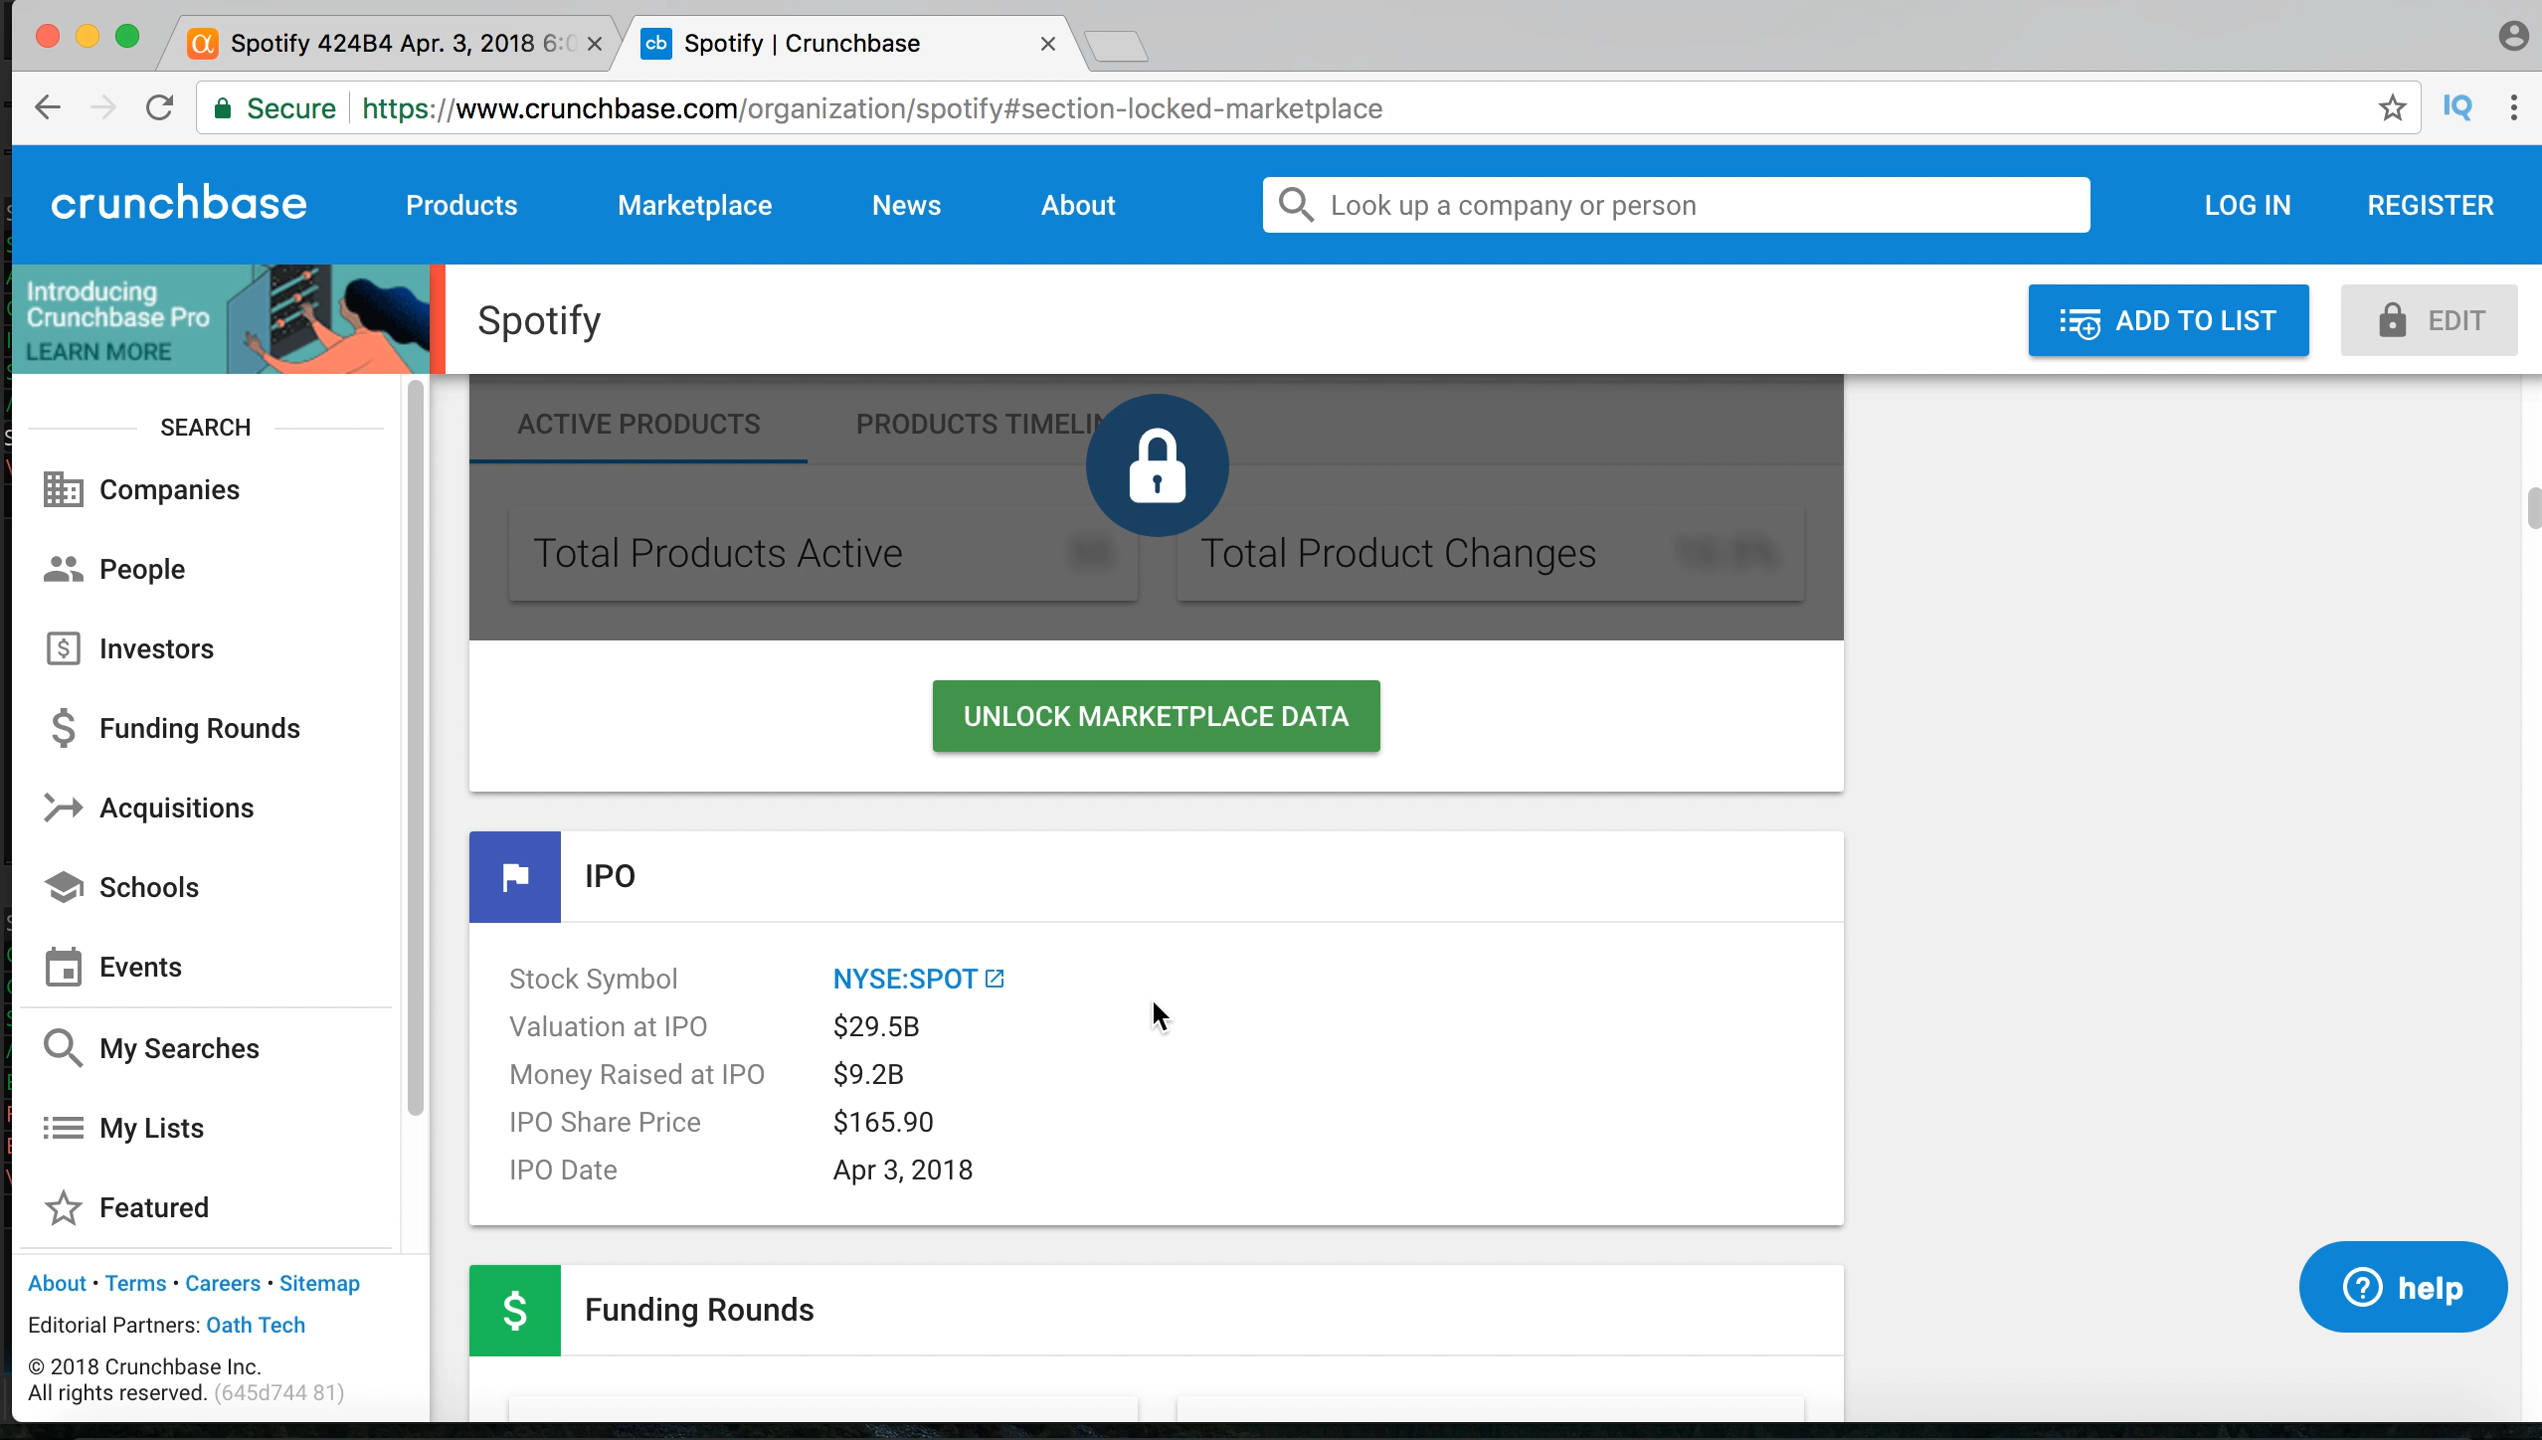 Spotify 424B4 Apr. 3, 2018 6:0
cb Spotify | Crunchbase
Secure https://www.crunchbase.com/organization/spotify#section-locked-marketplace
IQ
crunchbase Products Marketplace News About Look up a company or person LOG IN REGISTER
Introducing
Crunchbase Pro
LEARN MORE
Spotify
ADD TO LIST
EDIT
SEARCH
Companies
People
Investors
Funding Rounds
Acquisitions
Schools
Events
My Searches
My Lists
Featured
About • Terms • Careers • Sitemap
Editorial Partners: Oath Tech
© 2018 Crunchbase Inc.
All rights reserved. (645d744 81)
ACTIVE PRODUCTS PRODUCTS TIMELIN
Total Products Active
Total Product Changes
UNLOCK MARKETPLACE DATA
IPO
Stock Symbol NYSE:SPOT
Valuation at IPO $29.5B
Money Raised at IPO $9.2B
IPO Share Price $165.90
IPO Date Apr 3, 2018
$ Funding Rounds
? help